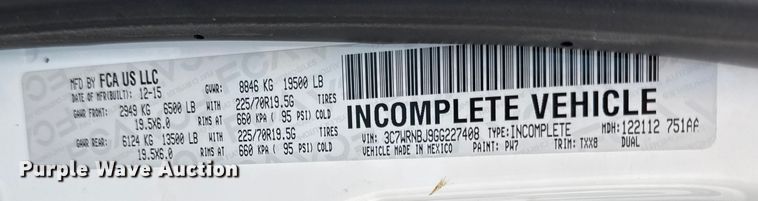 MFD BY FCA US LLC
DATE OF MFR(BUILT): 12-15 GVWR: 8846 KG 19500 LB
GAWR FRONT: 2949 KG 6500 LB WITH 225/70R19.5G TIRES
19.5X6.0 RIMS AT 660 KPA ( 95 PSI) COLD
GAWR REAR: 6124 KG 13500 LB WITH 225/70R19.5G TIRES
19.5X6.0 RIMS AT 660 KPA ( 95 PSI) COLD
INCOMPLETE VEHICLE
VIN: 3C7WRNBJ9GG227408 TYPE: INCOMPLETE MDH: 122112 751AA
VEHICLE MADE IN MEXICO PAINT: PW7 TRIM: TXX8 DUAL
Purple Wave Auction